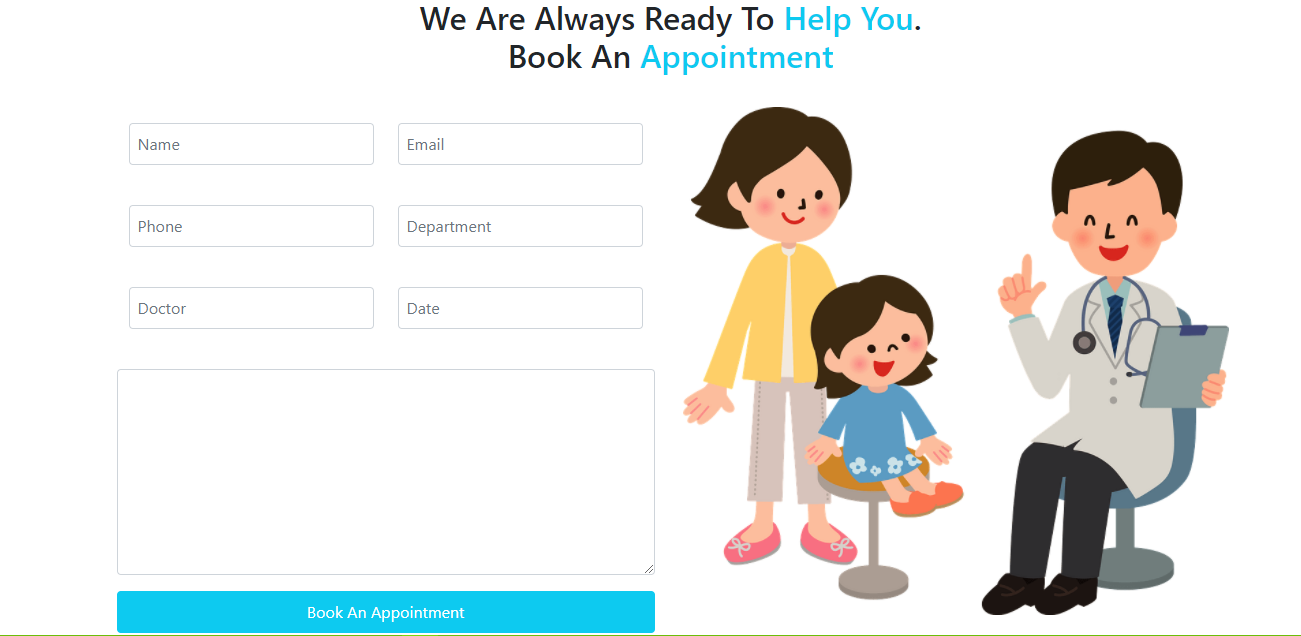 We Are Always Ready To Help You.
Book An Appointment
Name
Email
Phone
Department
Doctor
Date
Book An Appointment